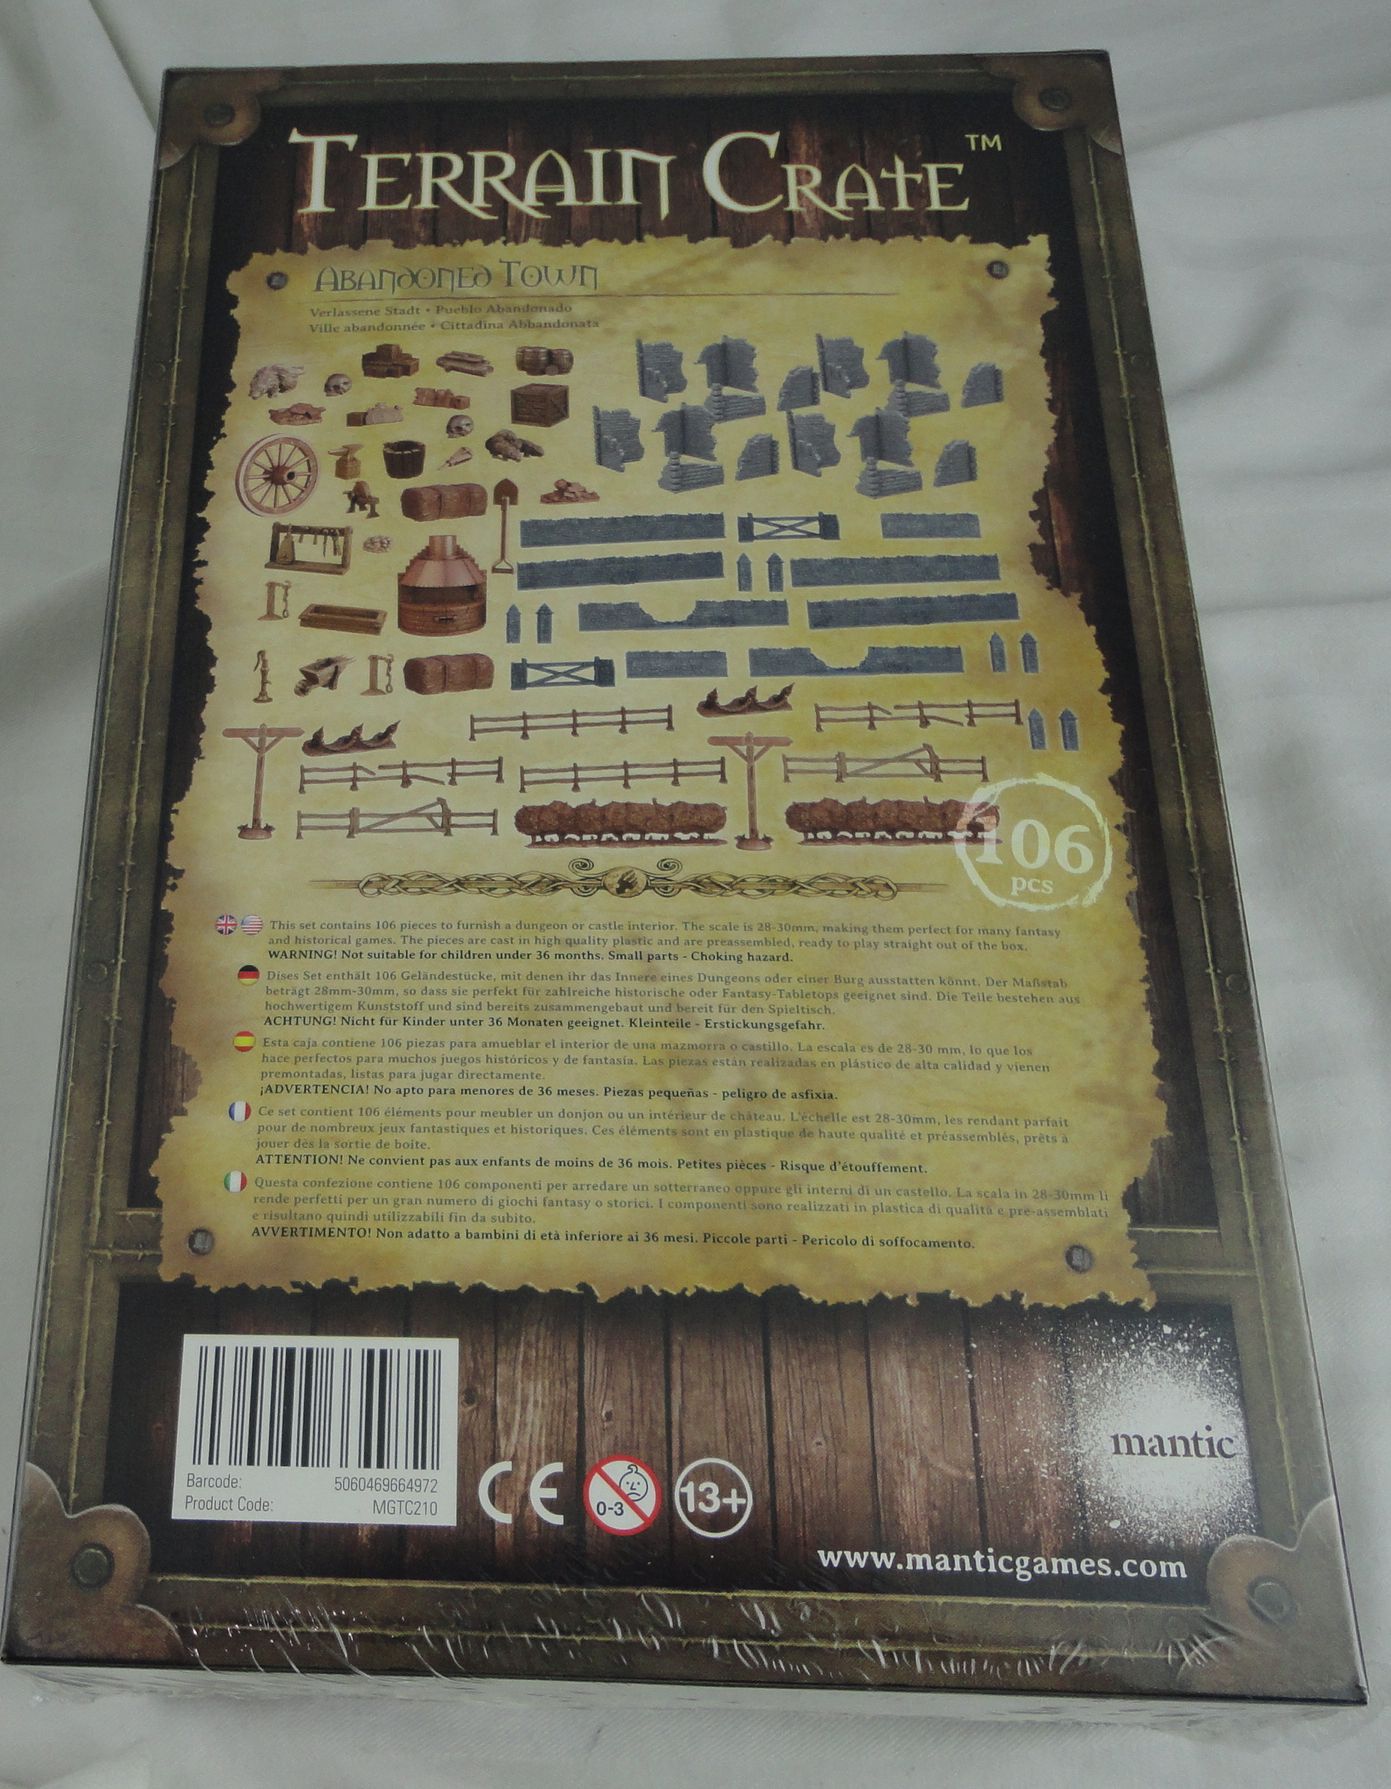 TERRAIN CRATE™
ABANDONED TOWN
Verlassene Stadt • Pueblo Abandonado
Ville abandonnée • Cittadina Abbandonata
106
pcs
This set contains 106 pieces to furnish a dungeon or castle interior. The scale is 28-30mm, making them perfect for many fantasy
and historical games. The pieces are cast in high quality plastic and are preassembled, ready to play straight out of the box.
WARNING! Not suitable for children under 36 months. Small parts - Choking hazard.
Dises Set enthält 106 Geländestücke, mit denen ihr das Innere eines Dungeons oder einer Burg ausstatten könnt. Der Maßstab
beträgt 28mm-30mm, so dass sie perfekt für zahlreiche historische oder Fantasy-Tabletops geeignet sind. Die Teile bestehen aus
hochwertigem Kunststoff und sind bereits zusammengebaut und bereit für den Spieltisch.
ACHTUNG! Nicht für Kinder unter 36 Monaten geeignet. Kleinteile - Erstickungsgefahr.
Esta caja contiene 106 piezas para amueblar el interior de una mazmorra o castillo. La escala es de 28-30 mm, lo que los
hace perfectos para muchos juegos históricos y de fantasía. Las piezas están realizadas en plástico de alta calidad y vienen
premontadas, listas para jugar directamente.
¡ADVERTENCIA! No apto para menores de 36 meses. Piezas pequeñas - peligro de asfixia.
Ce set contient 106 éléments pour meubler un donjon ou un intérieur de château. L'échelle est 28-30mm, les rendant parfait
pour de nombreux jeux fantastiques et historiques. Ces éléments sont en plastique de haute qualité et préassemblés, prêts à
jouer dès la sortie de boite.
ATTENTION! Ne convient pas aux enfants de moins de 36 mois. Petites pièces - Risque d'étouffement.
Questa confezione contiene 106 componenti per arredare un sotterraneo oppure gli interni di un castello. La scala in 28-30mm li
rende perfetti per un gran numero di giochi fantasy o storici. I componenti sono realizzati in plastica di qualità e pre-assemblati
e risultano quindi utilizzabili fin da subito.
AVVERTIMENTO! Non adatto a bambini di età inferiore ai 36 mesi. Piccole parti - Pericolo di soffocamento.
Barcode: 5060469664972
Product Code: MGTC210
CE
0-3
13+
mantic
www.manticgames.com